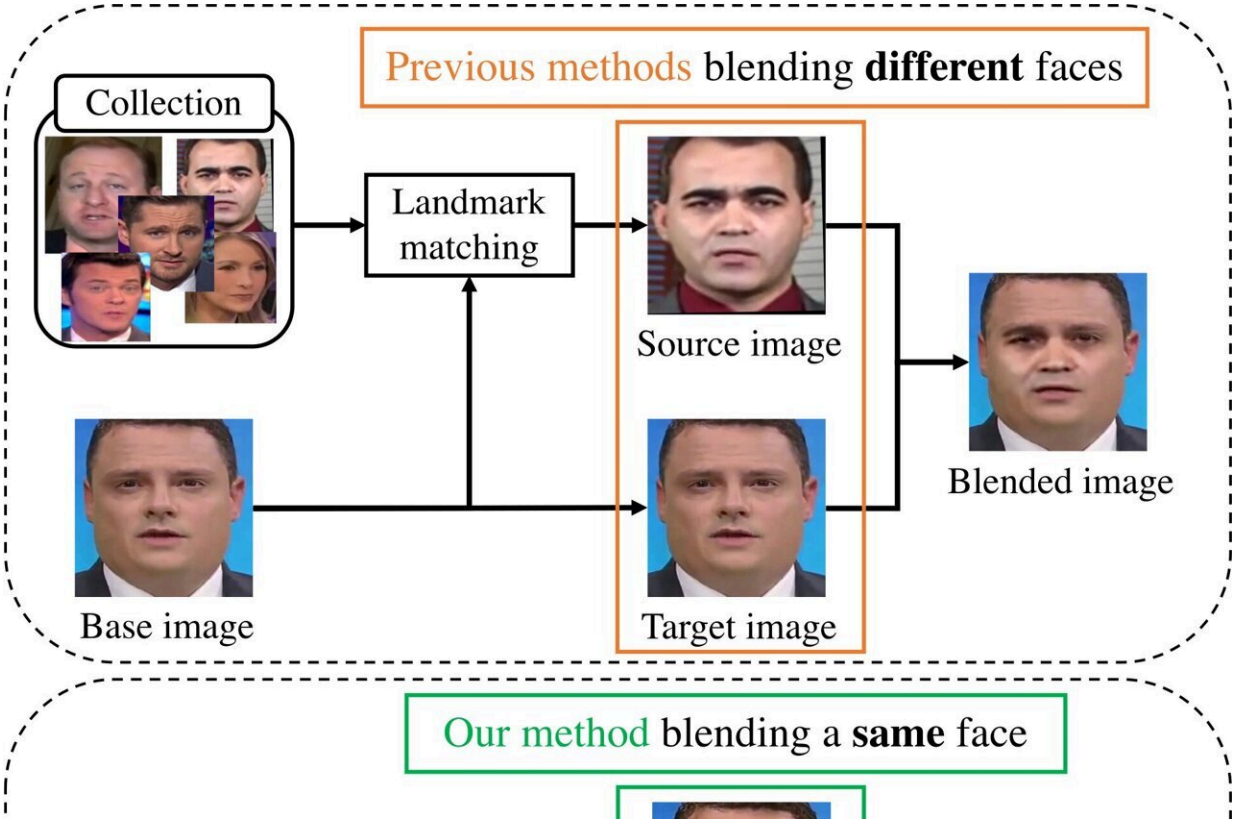 Previous methods blending different faces
Collection
Landmark
matching
Source image
Blended image
Base image
Target image
Our method blending a same face